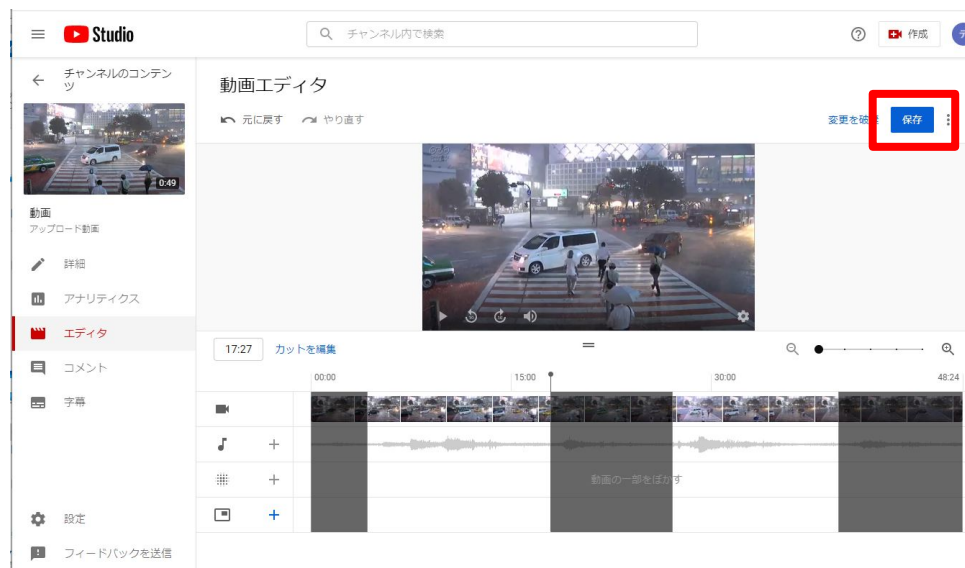 Studio
チャンネル内で検索
作成
チャンネルのコンテン
ツ
0:49
動画
アップロード動画
詳細
アナリティクス
エディタ
コメント
字幕
設定
フィードバックを送信
動画エディタ
元に戻す
やり直す
変更を破棄
保存
17:27
カットを編集
00:00
15:00
30:00
48:24
動画の一部をぼかす